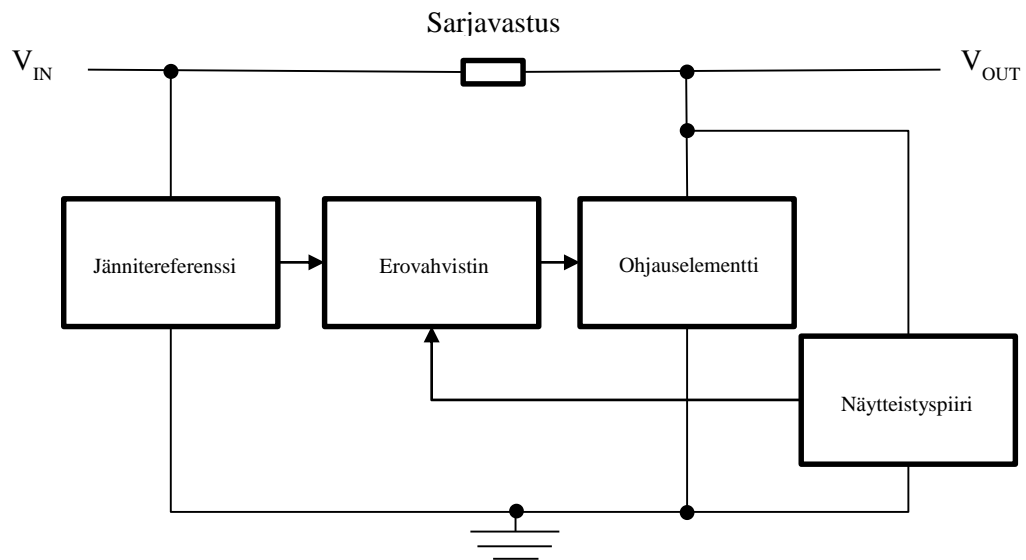 Sarjavastus
V_IN
V_OUT
Jännitereferenssi
Erovahvistin
Ohjauselementti
Näytteistyspiiri